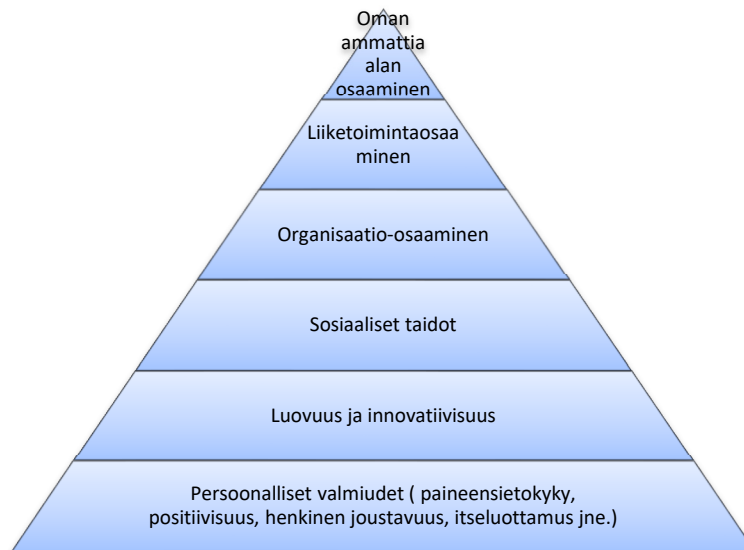 Oman
ammattia
alan
osaaminen
Liiketoimintaosaa
minen
Organisaatio-osaaminen
Sosiaaliset taidot
Luovuus ja innovatiivisuus
Persoonalliset valmiudet ( paineensietokyky,
positiivisuus, henkinen joustavuus, itseluottamus jne.)